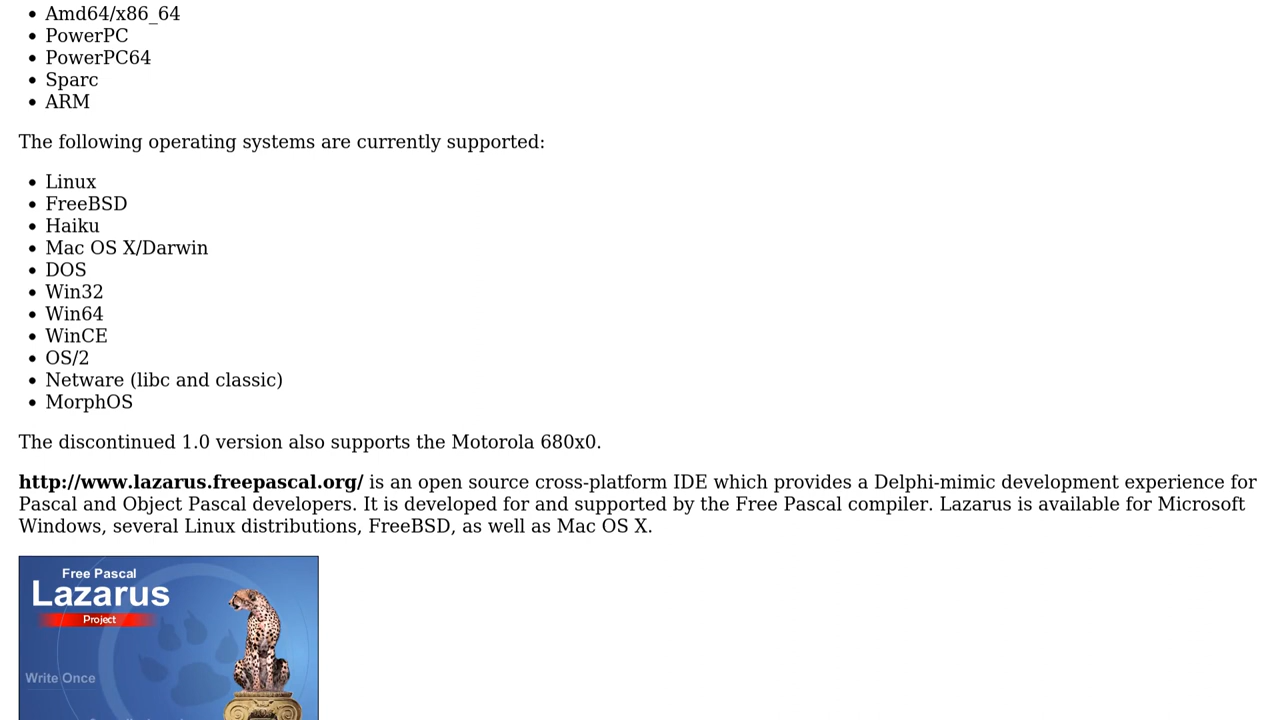 Amd64/x86_64
PowerPC
PowerPC64
Sparc
ARM
The following operating systems are currently supported:
Linux
FreeBSD
Haiku
Mac OS X/Darwin
DOS
Win32
Win64
WinCE
OS/2
Netware (libc and classic)
MorphOS
The discontinued 1.0 version also supports the Motorola 680x0.
http://www.lazarus.freepascal.org/ is an open source cross-platform IDE which provides a Delphi-mimic development experience for
Pascal and Object Pascal developers. It is developed for and supported by the Free Pascal compiler. Lazarus is available for Microsoft
Windows, several Linux distributions, FreeBSD, as well as Mac OS X.
Free Pascal
Lazarus
Project
Write Once